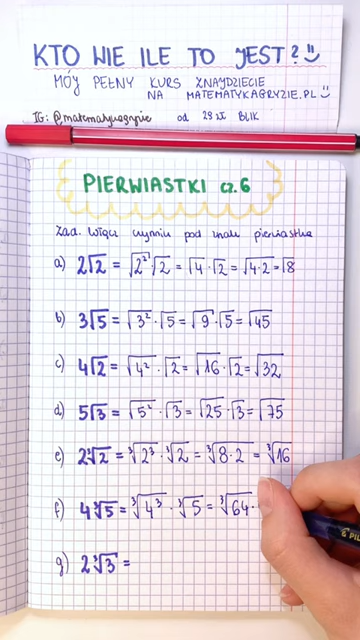 KTO WIE ILE TO JEST?
MÓJ PEŁNY KURS ZNAJDZIECIE
NA MATEMATYKAGRYZIE.PL
IG: @matematykagryzie od 29 zł BLIK
PIERWIASTKI cz.6
Zad. Włącz czynnik pod znak pierwiastka
a) 2√2 = √2² · √2 = √4 · √2 = √4·2 = √8
b) 3√5 = √3² · √5 = √9 · √5 = √45
c) 4√2 = √4² · √2 = √16 · √2 = √32
d) 5√3 = √5² · √3 = √25 · √3 = √75
e) 2∛2 = ∛2³ · ∛2 = ∛8·2 = ∛16
f) 4∛5 = ∛4³ · ∛5 = ∛64·
g) 2∛3 =